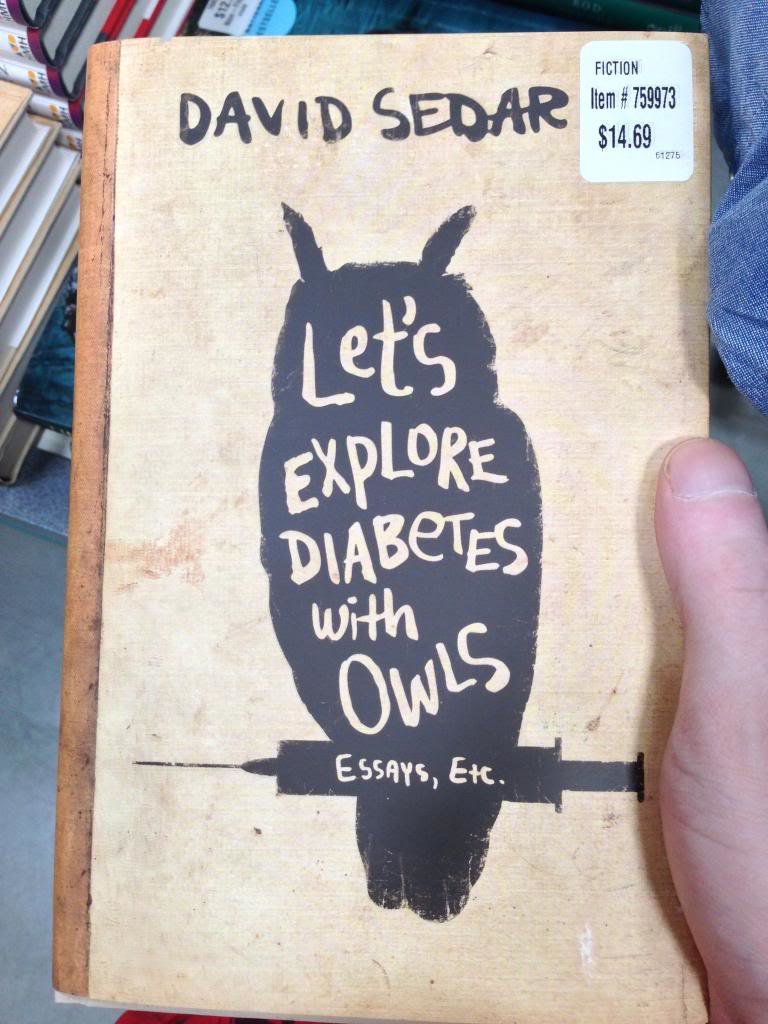 DAVID SEDAR
FICTION
Item # 759973
$14.69
61275
Let's
EXPLORE
DIABETES
with
OWLS
ESSAYS, Etc.